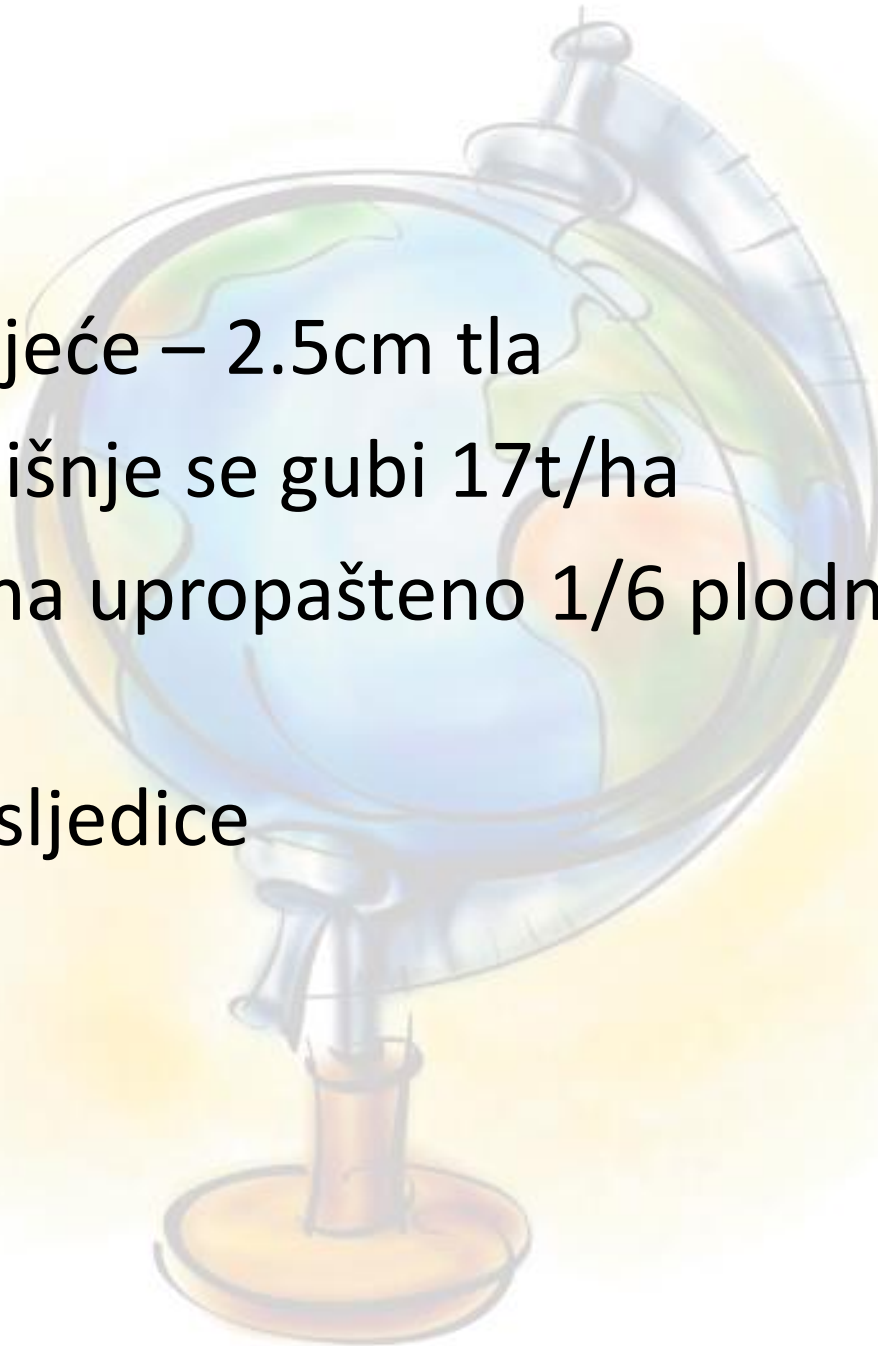 jeće – 2.5cm tla
išnje se gubi 17t/ha
na upropašteno 1/6 plodn
sljedice